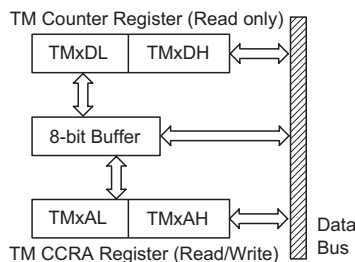 TM Counter Register (Read only)
TMxDL TMxDH
8-bit Buffer
TMxAL TMxAH
TM CCRA Register (Read/Write)
Data
Bus